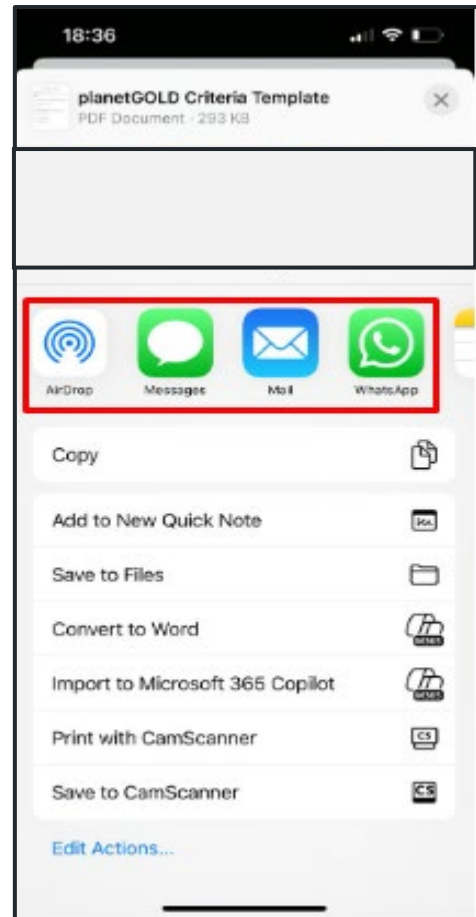 18:36
planetGOLD Criteria Template
PDF Document · 293 KB
AirDrop
Messages
Mail
WhatsApp
Copy
Add to New Quick Note
Save to Files
Convert to Word
Import to Microsoft 365 Copilot
Print with CamScanner
CS
Save to CamScanner
CS
Edit Actions...